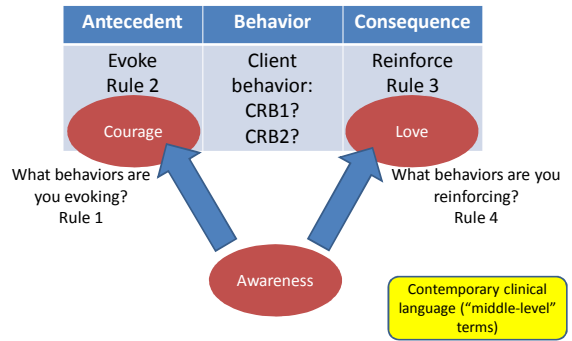 Antecedent
Behavior
Consequence
Evoke
Rule 2
Client
behavior:
CRB1?
CRB2?
Reinforce
Rule 3
Courage
Love
What behaviors are
you evoking?
Rule 1
What behaviors are you
reinforcing?
Rule 4
Awareness
Contemporary clinical
language (“middle-level”
terms)